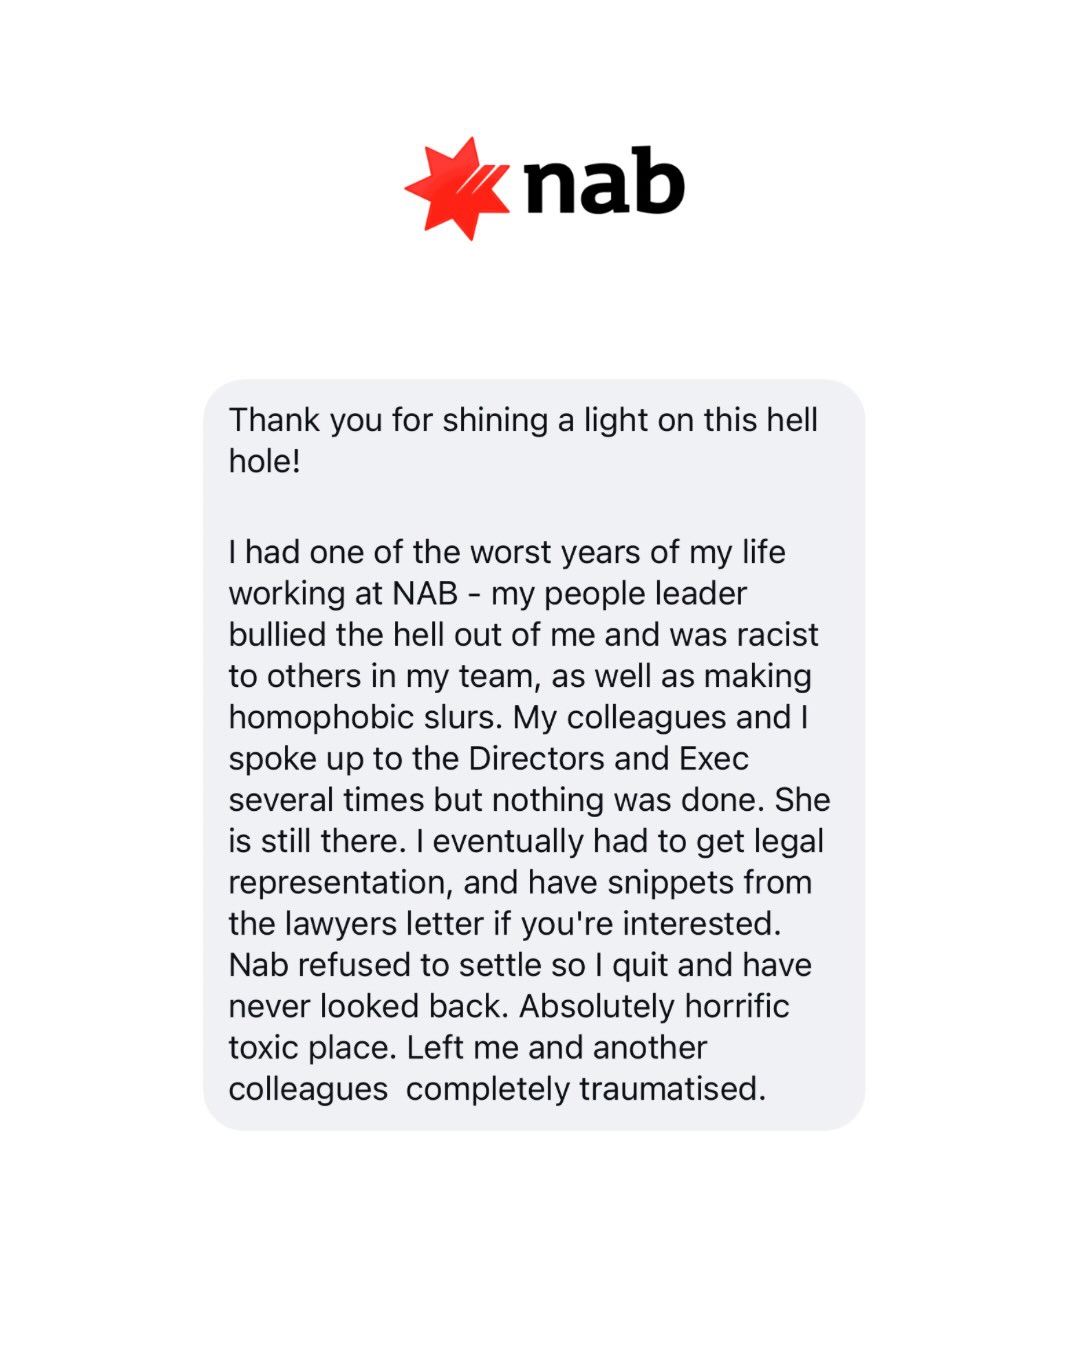 nab
Thank you for shining a light on this hell
hole!
I had one of the worst years of my life
working at NAB - my people leader
bullied the hell out of me and was racist
to others in my team, as well as making
homophobic slurs. My colleagues and I
spoke up to the Directors and Exec
several times but nothing was done. She
is still there. I eventually had to get legal
representation, and have snippets from
the lawyers letter if you're interested.
Nab refused to settle so I quit and have
never looked back. Absolutely horrific
toxic place. Left me and another
colleagues  completely traumatised.